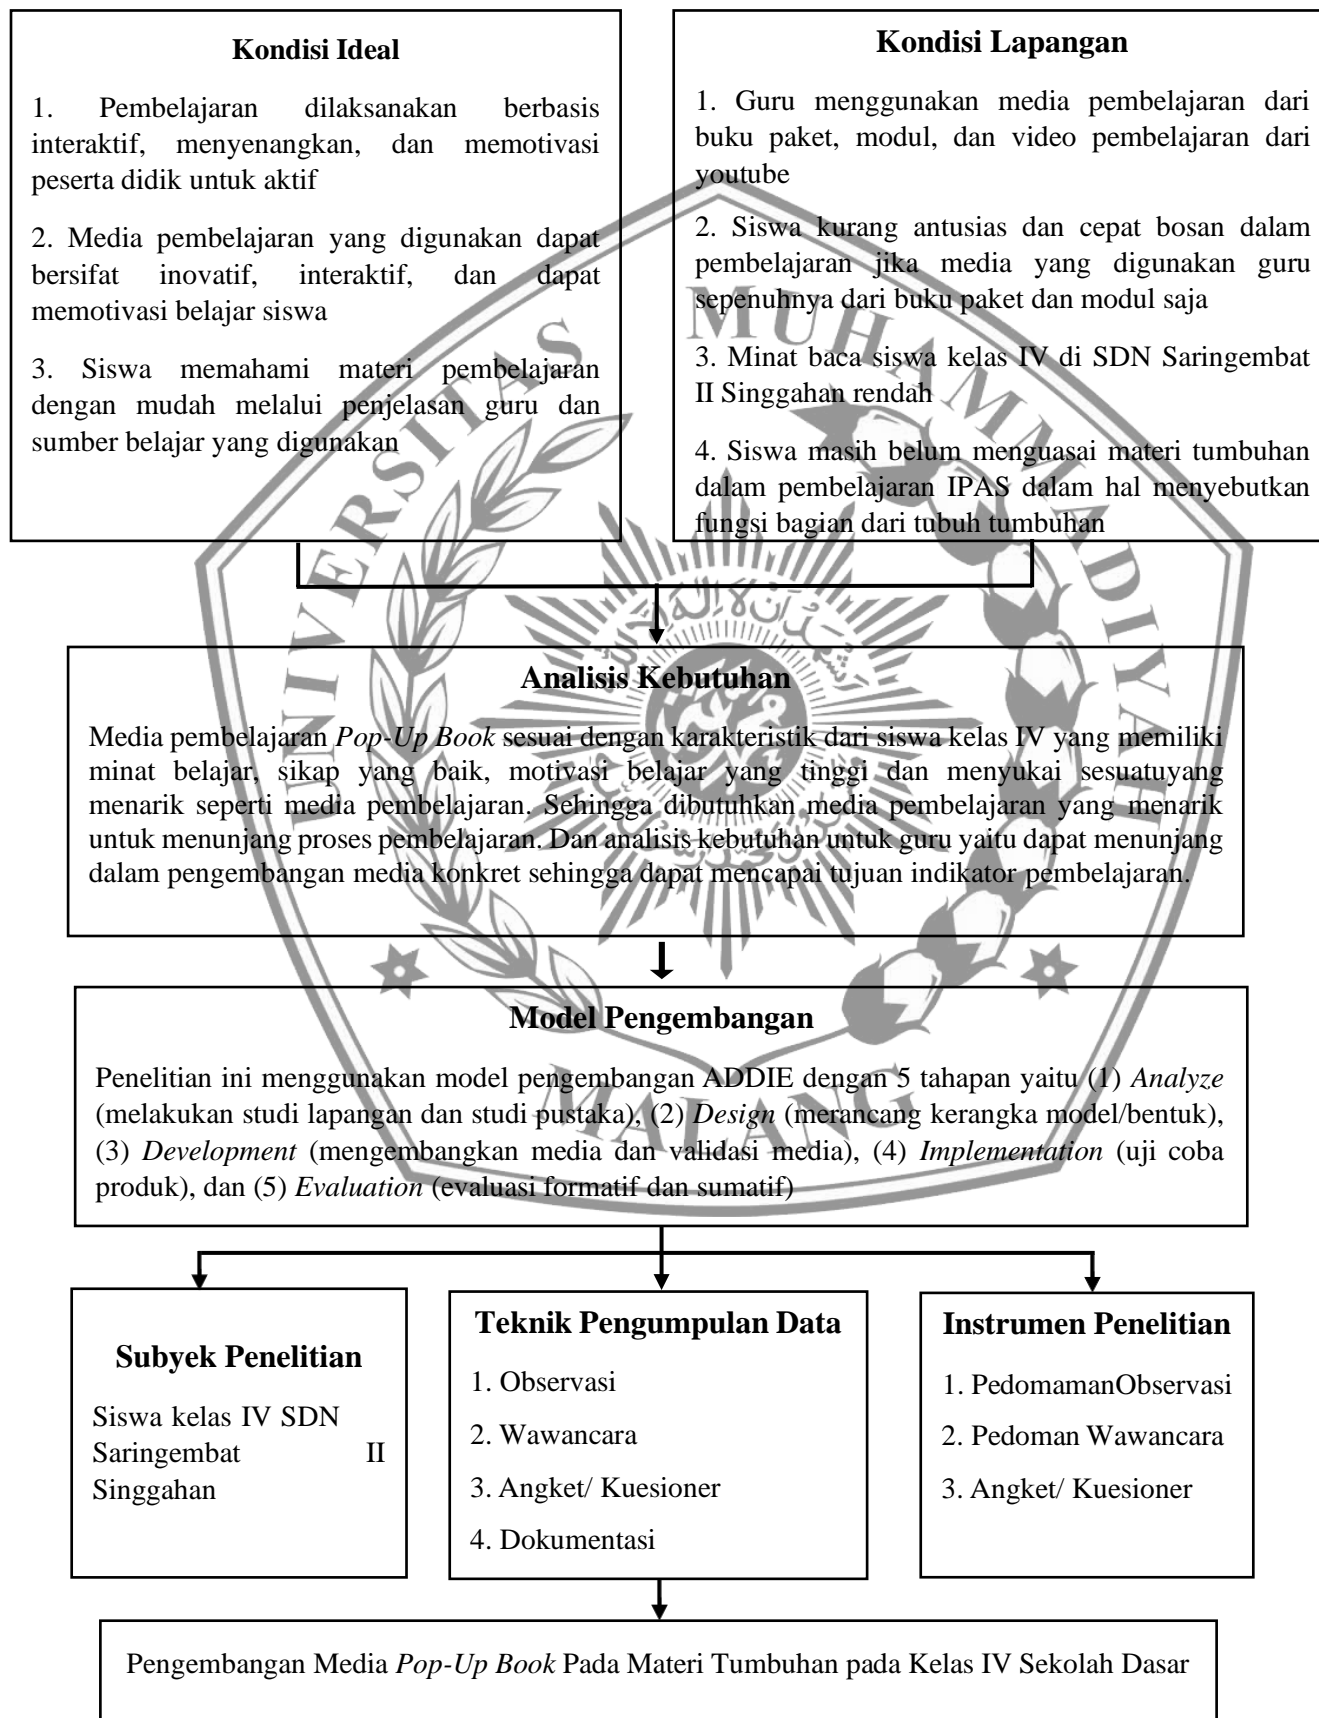 Kondisi Ideal
1. Pembelajaran dilaksanakan berbasis
interaktif, menyenangkan, dan memotivasi
peserta didik untuk aktif
2. Media pembelajaran yang digunakan dapat
bersifat inovatif, interaktif, dan dapat
memotivasi belajar siswa
3. Siswa memahami materi pembelajaran
dengan mudah melalui penjelasan guru dan
sumber belajar yang digunakan
Kondisi Lapangan
1. Guru menggunakan media pembelajaran dari
buku paket, modul, dan video pembelajaran dari
youtube
2. Siswa kurang antusias dan cepat bosan dalam
pembelajaran jika media yang digunakan guru
sepenuhnya dari buku paket dan modul saja
3. Minat baca siswa kelas IV di SDN Saringembat
II Singgahan rendah
4. Siswa masih belum menguasai materi tumbuhan
dalam pembelajaran IPAS dalam hal menyebutkan
fungsi bagian dari tubuh tumbuhan
UNIVERSITAS MUHAMMADIYAH
MALANG
Analisis Kebutuhan
Media pembelajaran Pop-Up Book sesuai dengan karakteristik dari siswa kelas IV yang memiliki
minat belajar, sikap yang baik, motivasi belajar yang tinggi dan menyukai sesuatuyang
menarik seperti media pembelajaran. Sehingga dibutuhkan media pembelajaran yang menarik
untuk menunjang proses pembelajaran. Dan analisis kebutuhan untuk guru yaitu dapat menunjang
dalam pengembangan media konkret sehingga dapat mencapai tujuan indikator pembelajaran.
Model Pengembangan
Penelitian ini menggunakan model pengembangan ADDIE dengan 5 tahapan yaitu (1) Analyze
(melakukan studi lapangan dan studi pustaka), (2) Design (merancang kerangka model/bentuk),
(3) Development (mengembangkan media dan validasi media), (4) Implementation (uji coba
produk), dan (5) Evaluation (evaluasi formatif dan sumatif)
Subyek Penelitian
Siswa kelas IV SDN
Saringembat II
Singgahan
Teknik Pengumpulan Data
1. Observasi
2. Wawancara
3. Angket/ Kuesioner
4. Dokumentasi
Instrumen Penelitian
1. PedomamanObservasi
2. Pedoman Wawancara
3. Angket/ Kuesioner
Pengembangan Media Pop-Up Book Pada Materi Tumbuhan pada Kelas IV Sekolah Dasar